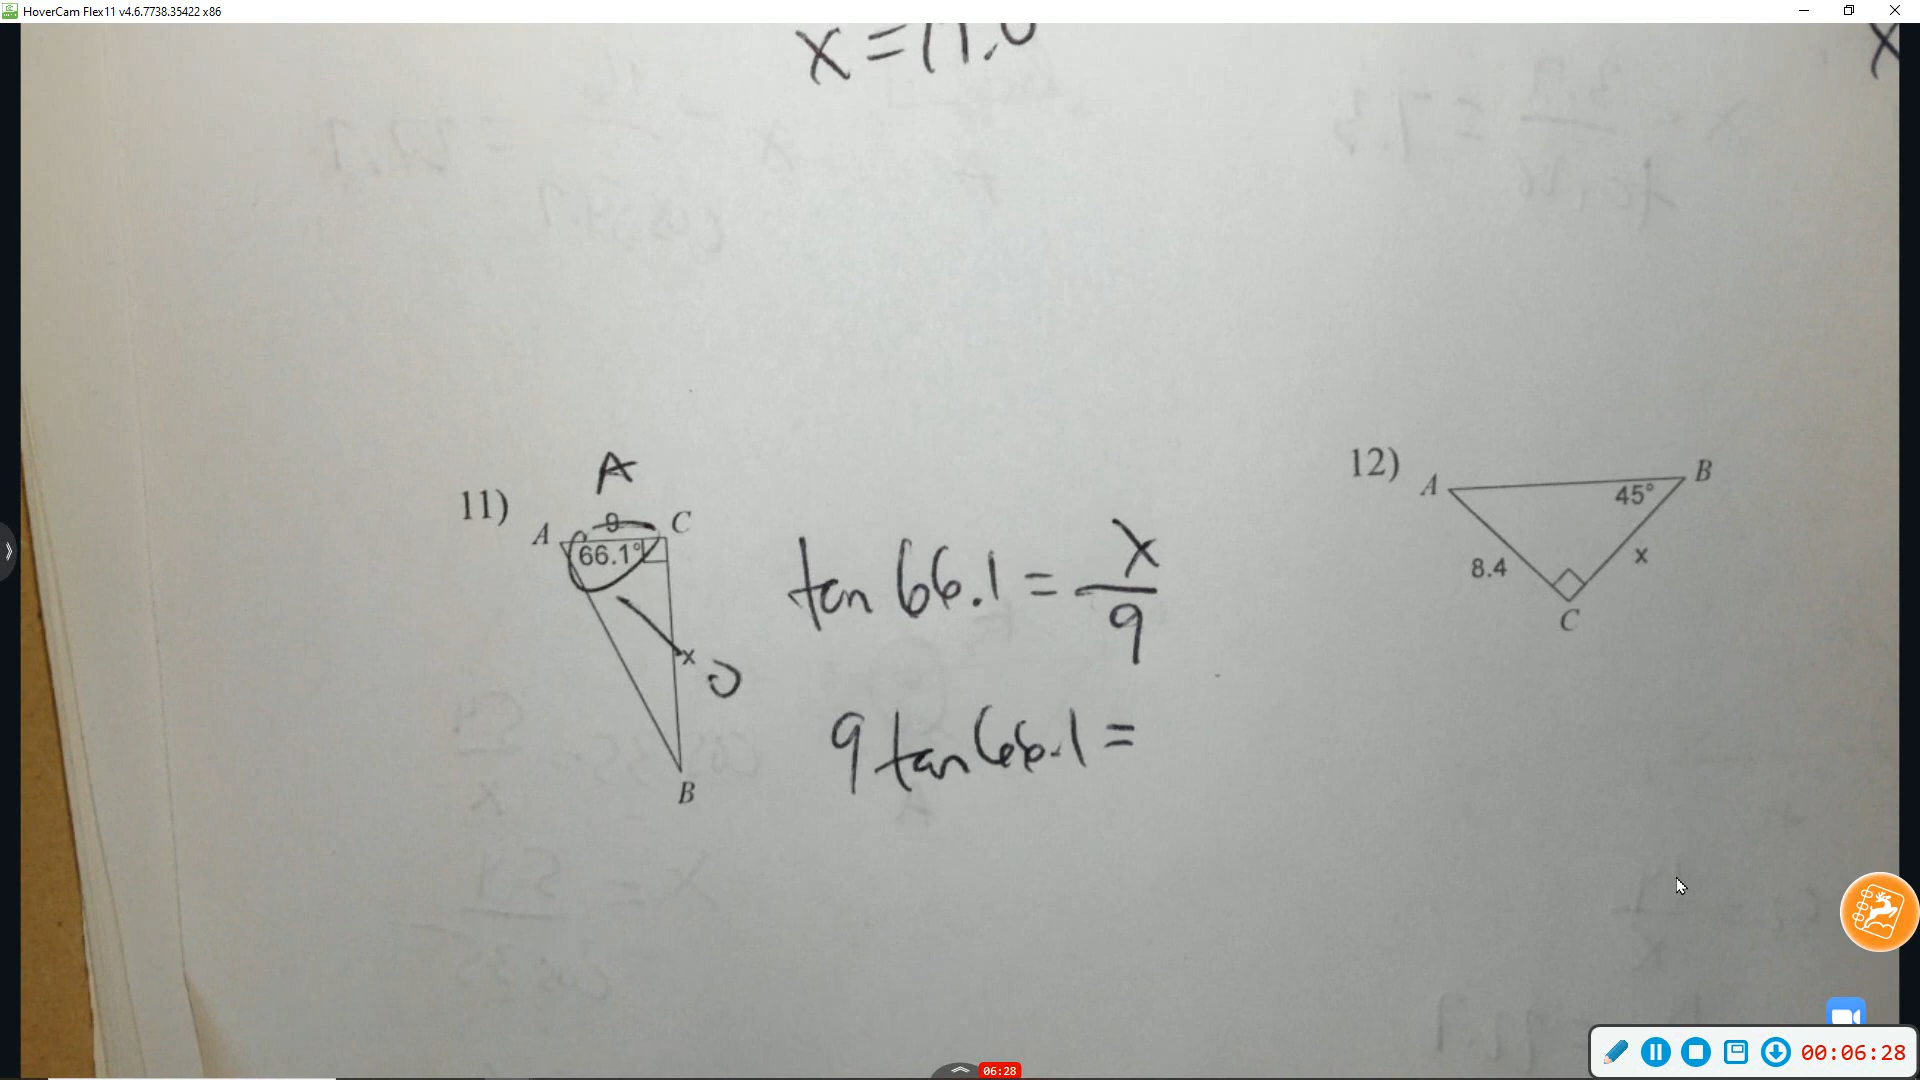 HoverCam Flex11 v4.6.7738.35422 x86
x = 17.0
x
11)
A
9
A
C
66.1°
x
O
B
tan 66.1 = x/9
9 tan 66.1 =
12)
A
B
45°
8.4
x
C
00:06:28
06:28